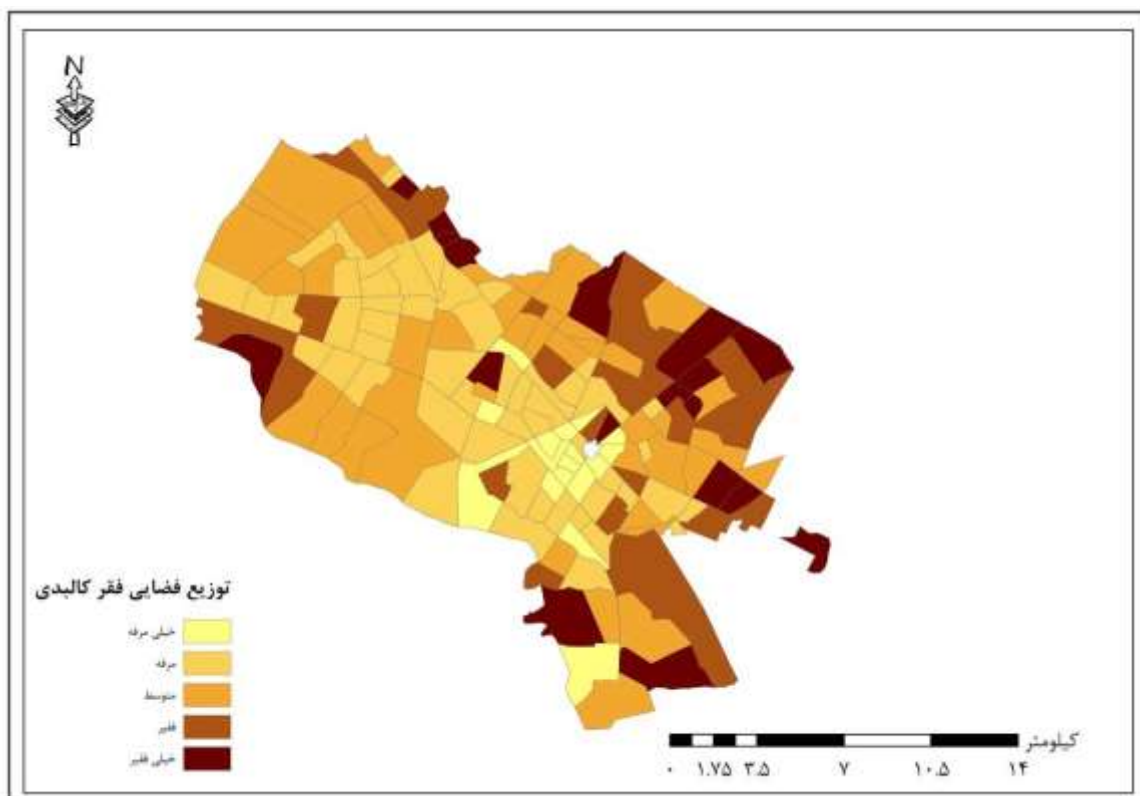 N
توزیع فضایی فقر کالبدی
خیلی مرفه
مرفه
متوسط
فقیر
خیلی فقیر
کیلومتر
۰ ۱.۷۵ ۳.۵ ۷ ۱۰.۵ ۱۴